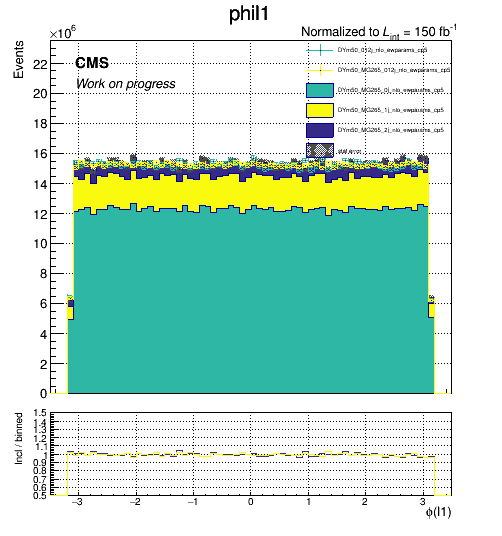 phil1
Normalized to Lint = 150 fb-1
×10^6
Events
CMS
Work on progress
DYm50_012j_nlo_ewparams_cp5
DYm50_MG265_012j_nlo_ewparams_cp5
DYm50_MG265_0j_nlo_ewparams_cp5
DYm50_MG265_1j_nlo_ewparams_cp5
DYm50_MG265_2j_nlo_ewparams_cp5
stat error
22
20
18
16
14
12
10
8
6
4
2
0
Incl / binned
1.5
1.4
1.3
1.2
1.1
1
0.9
0.8
0.7
0.6
0.5
−3 −2 −1 0 1 2 3
ϕ(l1)